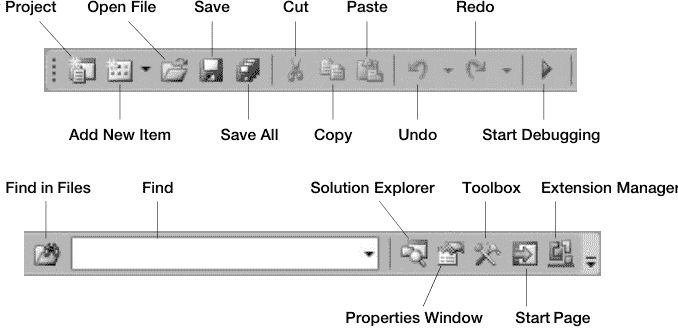 Project Open File Save Cut Paste Redo
Add New Item Save All Copy Undo Start Debugging
Find in Files Find Solution Explorer Toolbox Extension Manager
Properties Window Start Page